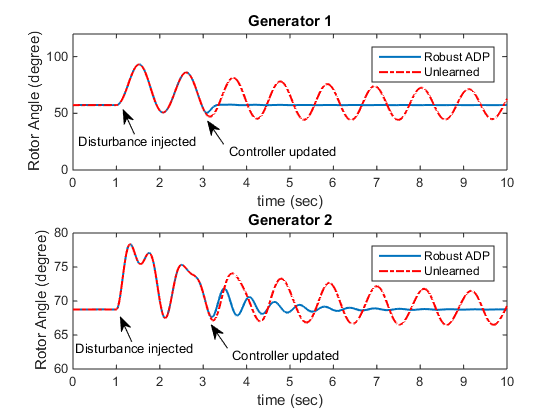 Generator 1
Rotor Angle (degree)
100
50
0
Robust ADP
Unlearned
Disturbance injected
Controller updated
0 1 2 3 4 5 6 7 8 9 10
time (sec)
Generator 2
Rotor Angle (degree)
80
75
70
65
60
Robust ADP
Unlearned
Disturbance injected
Controller updated
0 1 2 3 4 5 6 7 8 9 10
time (sec)